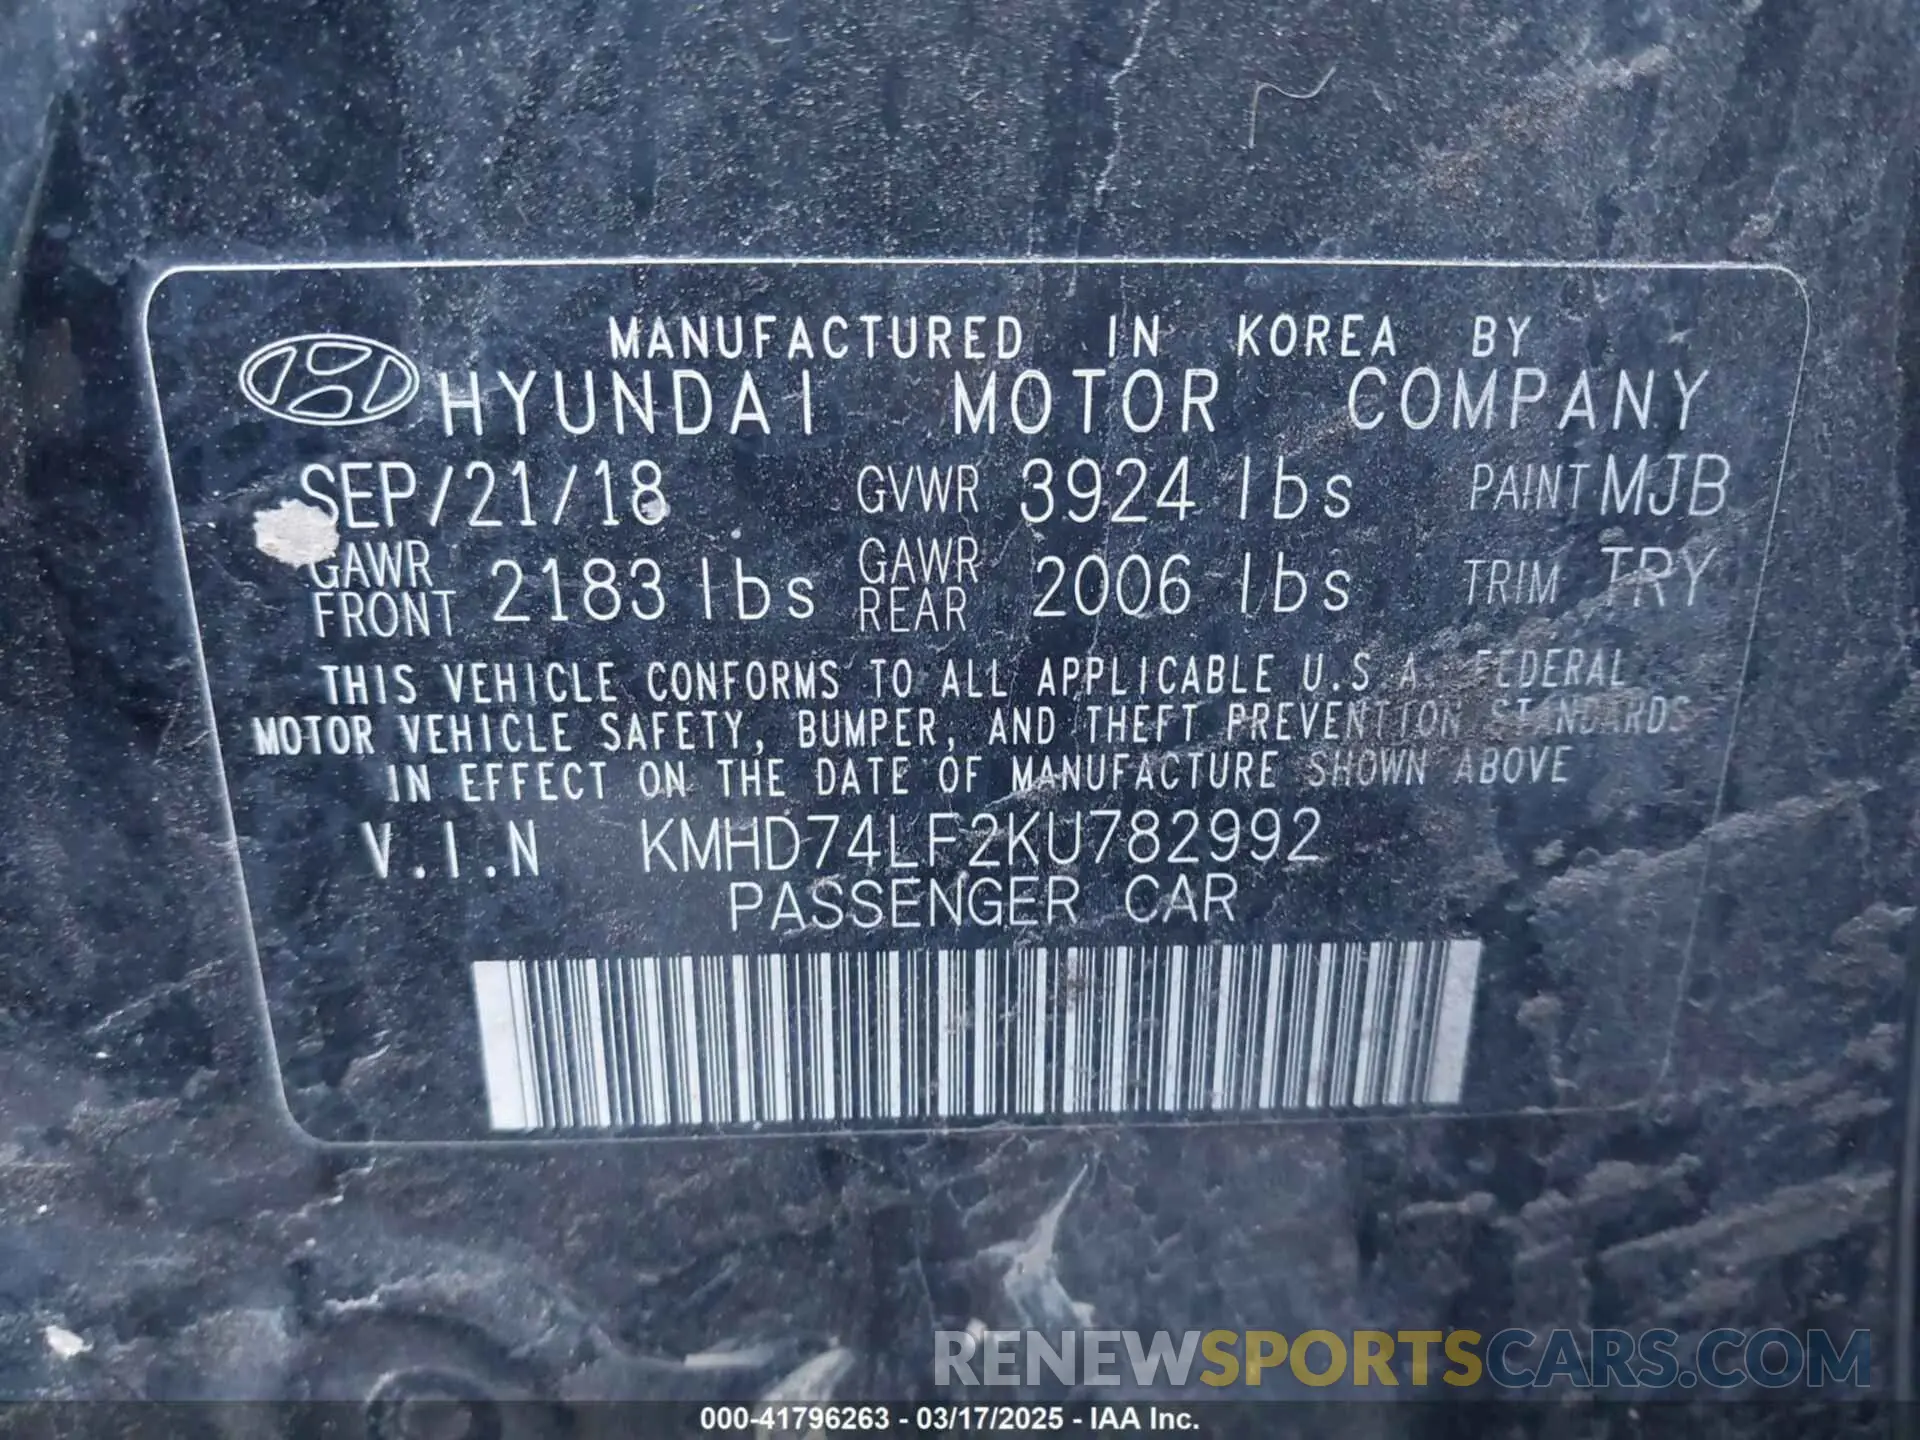 MANUFACTURED IN KOREA BY
HYUNDAI MOTOR COMPANY
SEP/21/18 GVWR 3924 lbs PAINT MJB
GAWR FRONT 2183 lbs GAWR REAR 2006 lbs TRIM TRY
THIS VEHICLE CONFORMS TO ALL APPLICABLE U.S.A. FEDERAL
MOTOR VEHICLE SAFETY, BUMPER, AND THEFT PREVENTION STANDARDS
IN EFFECT ON THE DATE OF MANUFACTURE SHOWN ABOVE
V.I.N KMHD74LF2KU782992
PASSENGER CAR
RENEWSPORTSCARS.COM
000-41796263 - 03/17/2025 - IAA Inc.